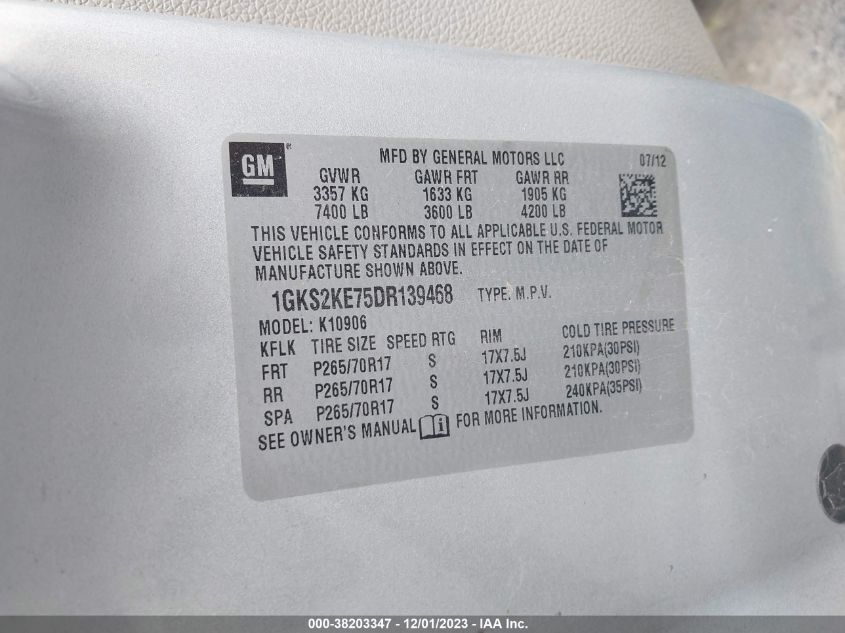 GM ®
MFD BY GENERAL MOTORS LLC 07/12
GVWR GAWR FRT GAWR RR
3357 KG 1633 KG 1905 KG
7400 LB 3600 LB 4200 LB
THIS VEHICLE CONFORMS TO ALL APPLICABLE U.S. FEDERAL MOTOR
VEHICLE SAFETY STANDARDS IN EFFECT ON THE DATE OF
MANUFACTURE SHOWN ABOVE.
1GKS2KE75DR139468 TYPE: M.P.V.
MODEL: K10906
KFLK TIRE SIZE SPEED RTG RIM COLD TIRE PRESSURE
FRT P265/70R17 S 17X7.5J 210KPA(30PSI)
RR P265/70R17 S 17X7.5J 210KPA(30PSI)
SPA P265/70R17 S 17X7.5J 240KPA(35PSI)
SEE OWNER'S MANUAL i FOR MORE INFORMATION.
000-38203347 - 12/01/2023 - IAA Inc.